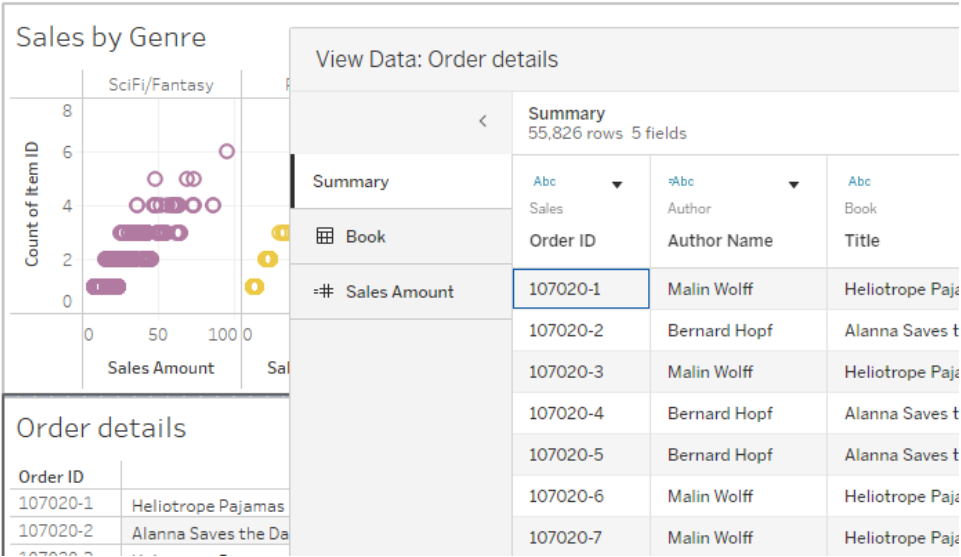 Sales by Genre
SciFi/Fantasy
Count of Item ID
8
6
4
2
0
0 50 100 0
Sales Amount
Sal
Order details
Order ID
107020-1 Heliotrope Pajamas
107020-2 Alanna Saves the Da
View Data: Order details
Summary
Book
Sales Amount
Summary
55,826 rows 5 fields
Abc =Abc Abc
Sales Author Book
Order ID Author Name Title
107020-1 Malin Wolff Heliotrope Paja
107020-2 Bernard Hopf Alanna Saves t
107020-3 Malin Wolff Heliotrope Paja
107020-4 Bernard Hopf Alanna Saves t
107020-5 Bernard Hopf Alanna Saves t
107020-6 Malin Wolff Heliotrope Paja
107020-7 Malin Wolff Heliotrope Paja